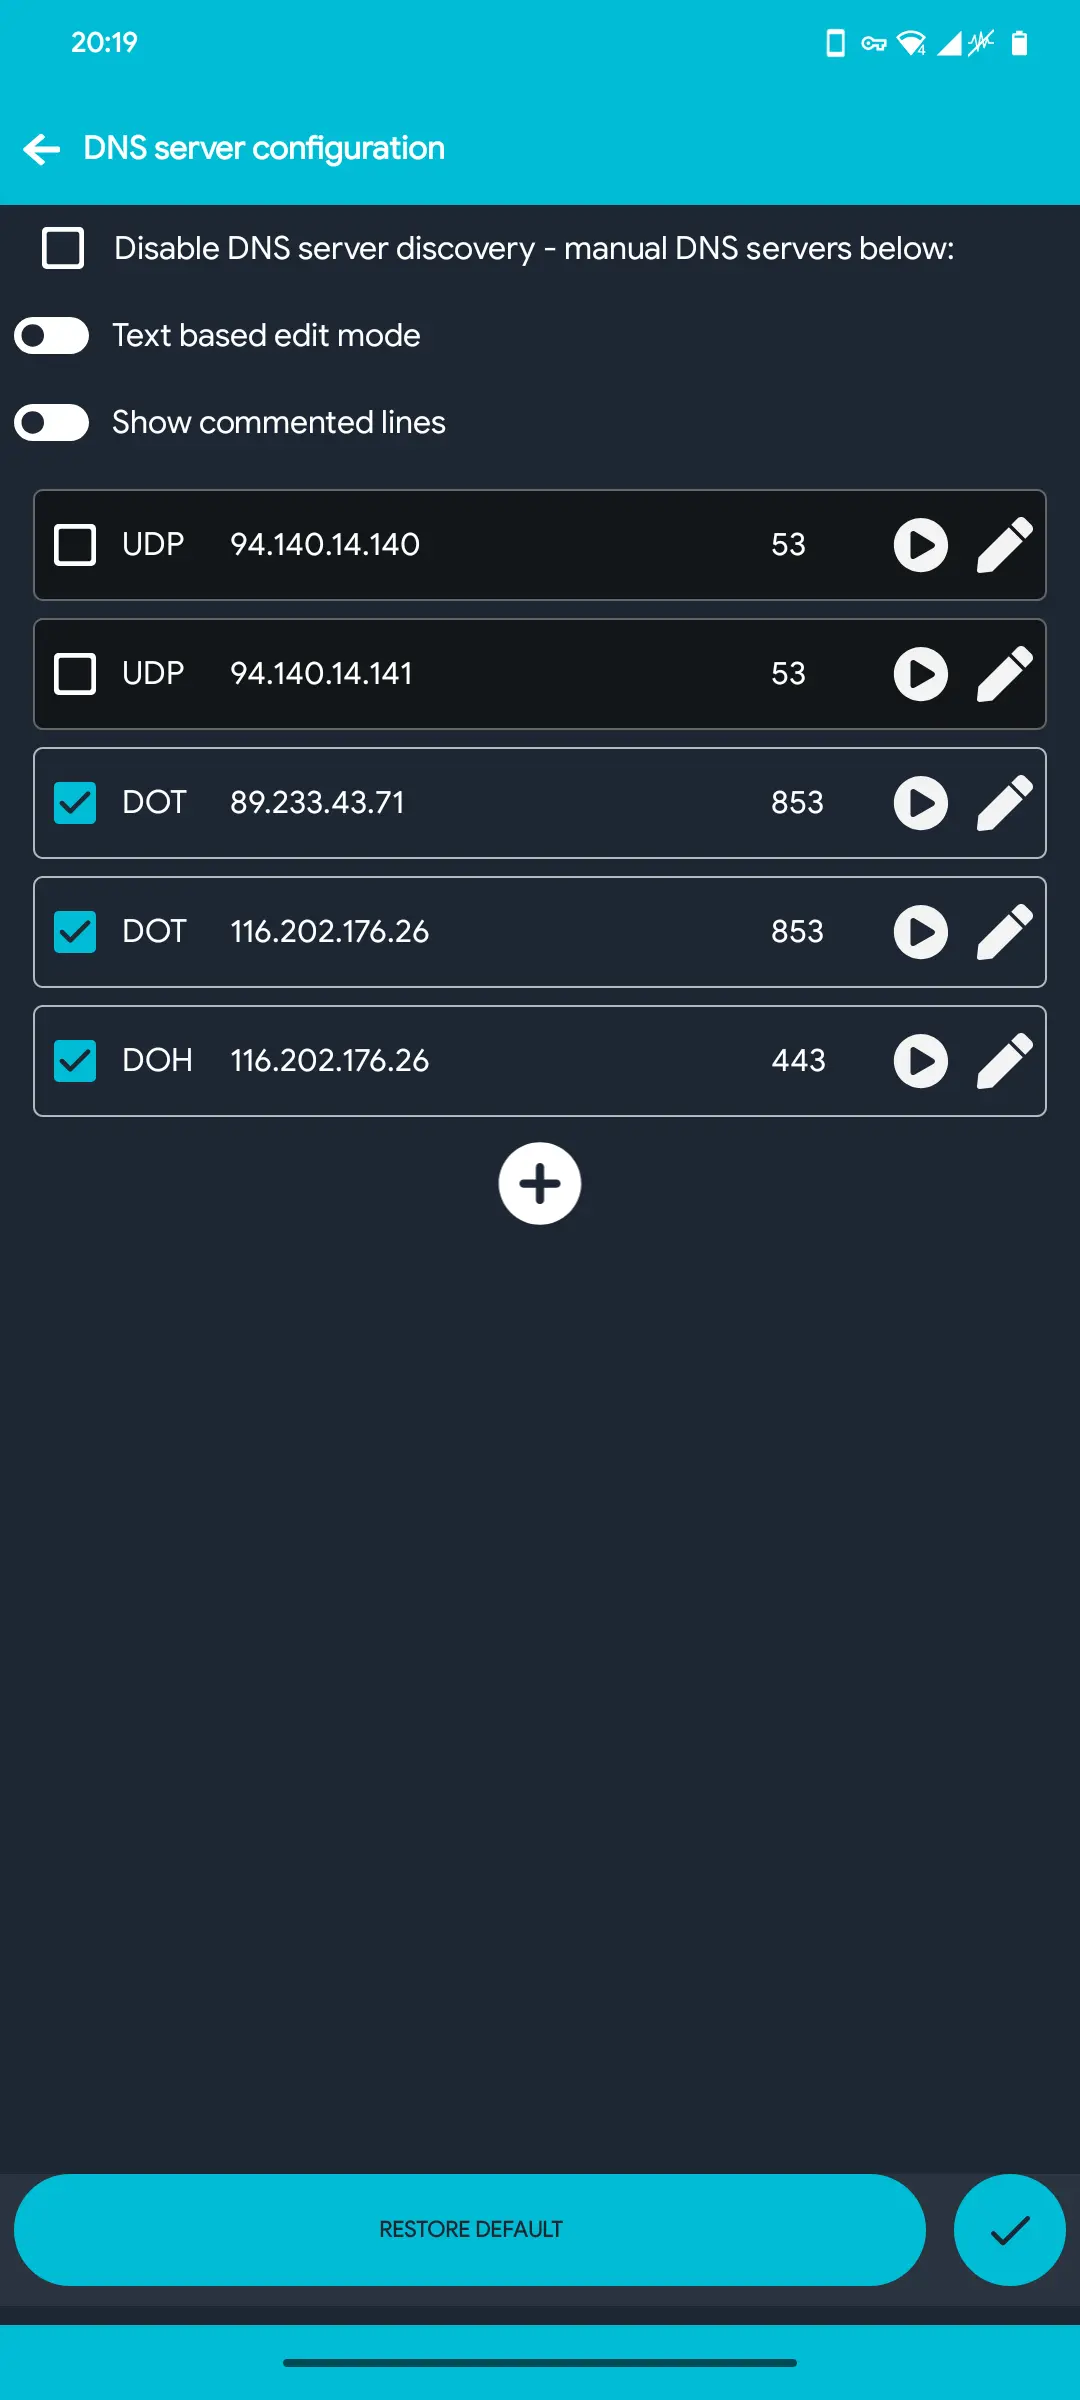 20:19
DNS server configuration
Disable DNS server discovery - manual DNS servers below:
Text based edit mode
Show commented lines
UDP 94.140.14.140 53
UDP 94.140.14.141 53
DOT 89.233.43.71 853
DOT 116.202.176.26 853
DOH 116.202.176.26 443
RESTORE DEFAULT